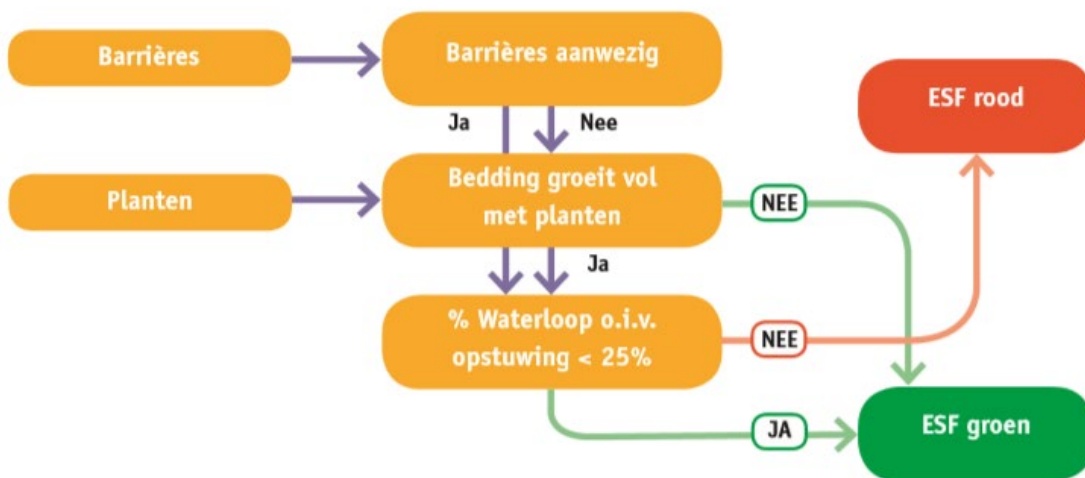 Barrières
Barrières aanwezig
ESF rood
Ja
Nee
Planten
Bedding groeit vol
met planten
NEE
Ja
% Waterloop o.i.v.
opstuwing < 25%
NEE
JA
ESF groen